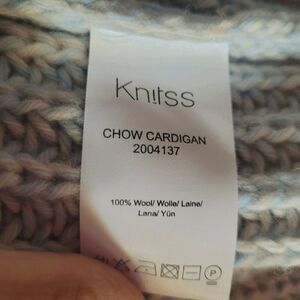 Knitss
CHOW CARDIGAN
2004137
100% Wool/ Wolle/ Laine/
Lana/ Yün
P